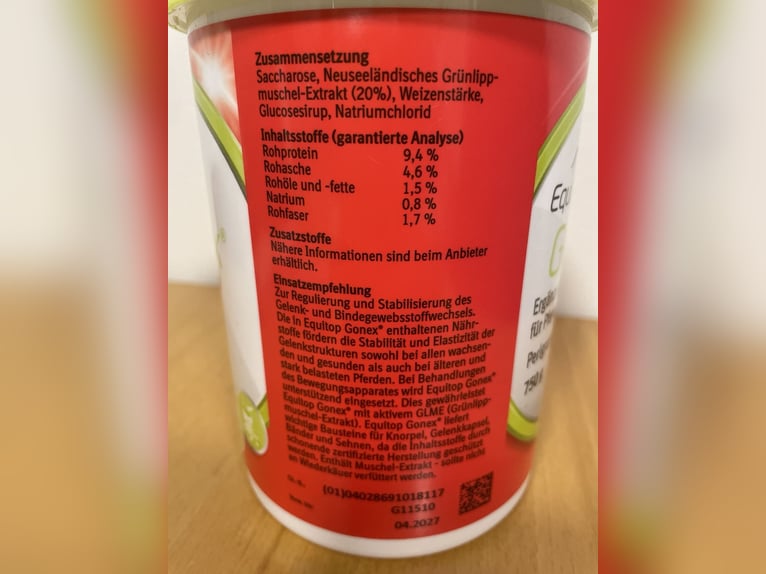 Zusammensetzung
Saccharose, Neuseeländisches Grünlipp-
muschel-Extrakt (20%), Weizenstärke,
Glucosesirup, Natriumchlorid
Inhaltsstoffe (garantierte Analyse)
Rohprotein 9,4 %
Rohasche 4,6 %
Rohöle und -fette 1,5 %
Natrium 0,8 %
Rohfaser 1,7 %
Zusatzstoffe
Nähere Informationen sind beim Anbieter
erhältlich.
Einsatzempfehlung
Zur Regulierung und Stabilisierung des
Gelenk- und Bindegewebsstoffwechsels.
Die in Equitop Gonex® enthaltenen Nähr-
stoffe fördern die Stabilität und Elastizität der
Gelenkstrukturen sowohl bei allen wachsen-
den und gesunden als auch bei älteren und
stark belasteten Pferden. Bei Behandlungen
des Bewegungsapparates wird Equitop Gonex®
unterstützend eingesetzt. Dies gewährleistet
Equitop Gonex® mit aktivem GLME (Grünlipp-
muschel-Extrakt). Equitop Gonex® liefert
wichtige Bausteine für Knorpel, Gelenkkapsel,
Bänder und Sehnen, da die Inhaltsstoffe durch
schonende zertifizierte Herstellung geschützt
werden. Enthält Muschel-Extrakt - sollte nicht
an Wiederkäuer verfüttert werden.
(01)04028691018117
G11510
04.2027
Equ
G
Ergän
für Pf
Perlen
750